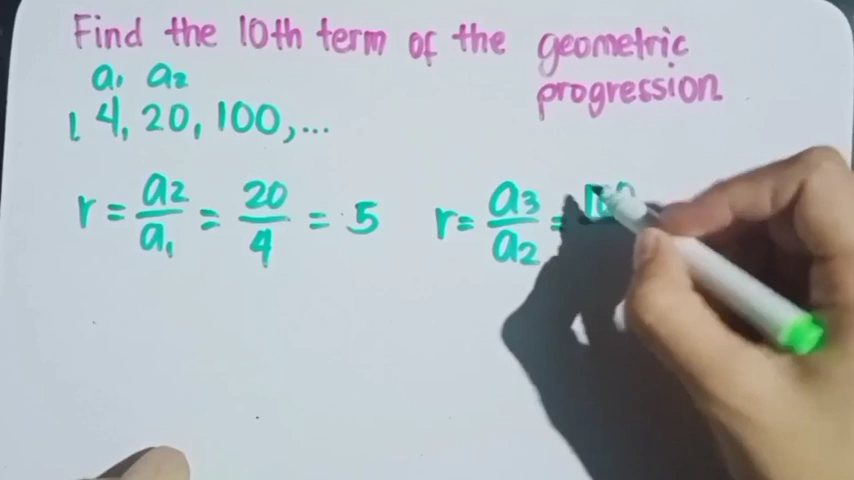 Find the 10th term of the geometric
progression
a₁ a₂
1. 4, 20, 100, ...
r = a₂/a₁ = 20/4 = 5
r = a₃/a₂ =